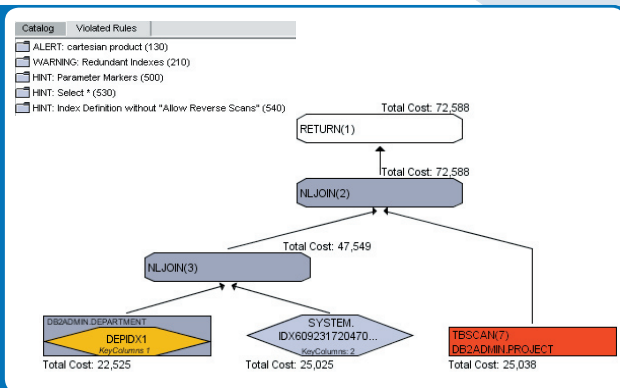 Catalog Violated Rules
ALERT: cartesian product (130)
WARNING: Redundant Indexes (210)
HINT: Parameter Markers (500)
HINT: Select * (530)
HINT: Index Definition without "Allow Reverse Scans" (540)
Total Cost: 72,588
RETURN(1)
Total Cost: 72,588
NLJOIN(2)
Total Cost: 47,549
NLJOIN(3)
DB2ADMIN.DEPARTMENT
DEPIDX1
KeyColumns 1
Total Cost: 22,525
SYSTEM.
IDX609231720470...
KeyColumns: 2
Total Cost: 25,025
TBSCAN(7)
DB2ADMIN.PROJECT
Total Cost: 25,038